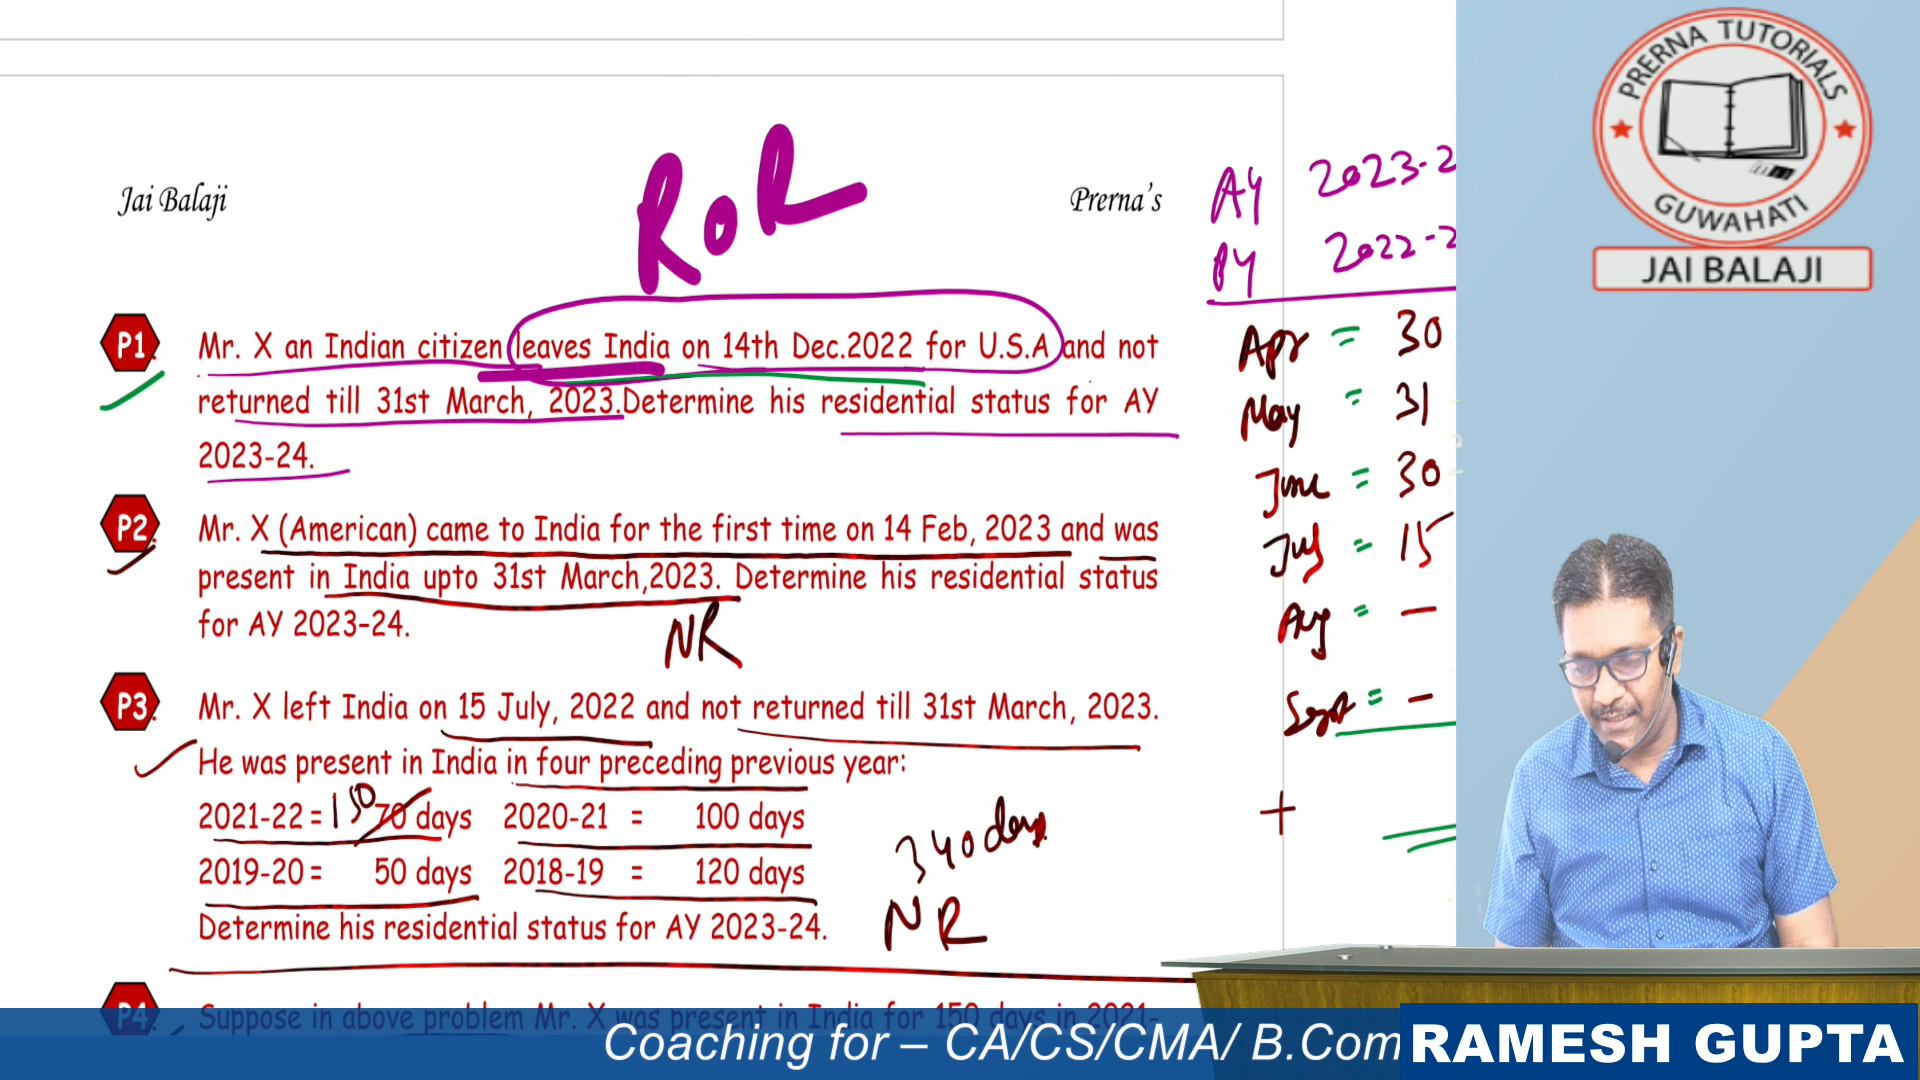 Jai Balaji
ROR
Prerna's
AY 2023-2
PY 2022-2
P1. Mr. X an Indian citizen leaves India on 14th Dec.2022 for U.S.A and not
returned till 31st March, 2023.Determine his residential status for AY
2023-24.
P2. Mr. X (American) came to India for the first time on 14 Feb, 2023 and was
present in India upto 31st March,2023. Determine his residential status
for AY 2023-24.
NR
P3. Mr. X left India on 15 July, 2022 and not returned till 31st March, 2023.
He was present in India in four preceding previous year:
2021-22 = 150 70 days 2020-21 = 100 days
2019-20 = 50 days 2018-19 = 120 days
Determine his residential status for AY 2023-24.
340 days
NR
P4. Suppose in above problem Mr. X was present in India for 150 days in 2021-
Apr = 30
May = 31
June = 30
July = 15
Aug = -
Sept = -
+
PRERNA TUTORIALS
GUWAHATI
JAI BALAJI
Coaching for – CA/CS/CMA/ B.Com
RAMESH GUPTA